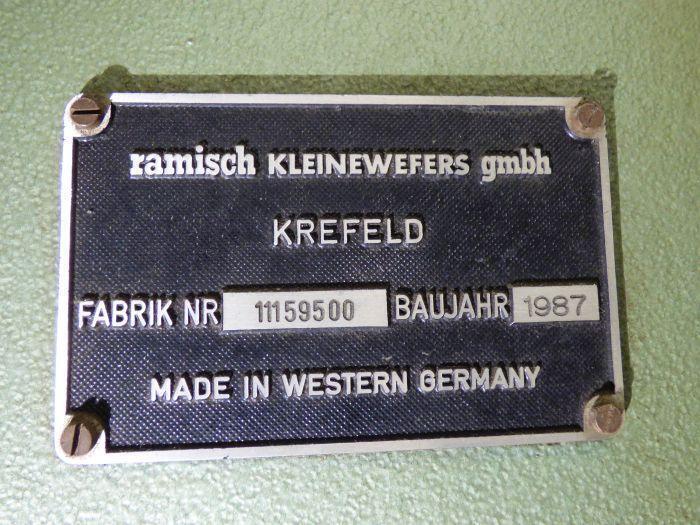 ramisch KLEINEWEFERS gmbh
KREFELD
FABRIK NR 11159500 BAUJAHR 1987
MADE IN WESTERN GERMANY